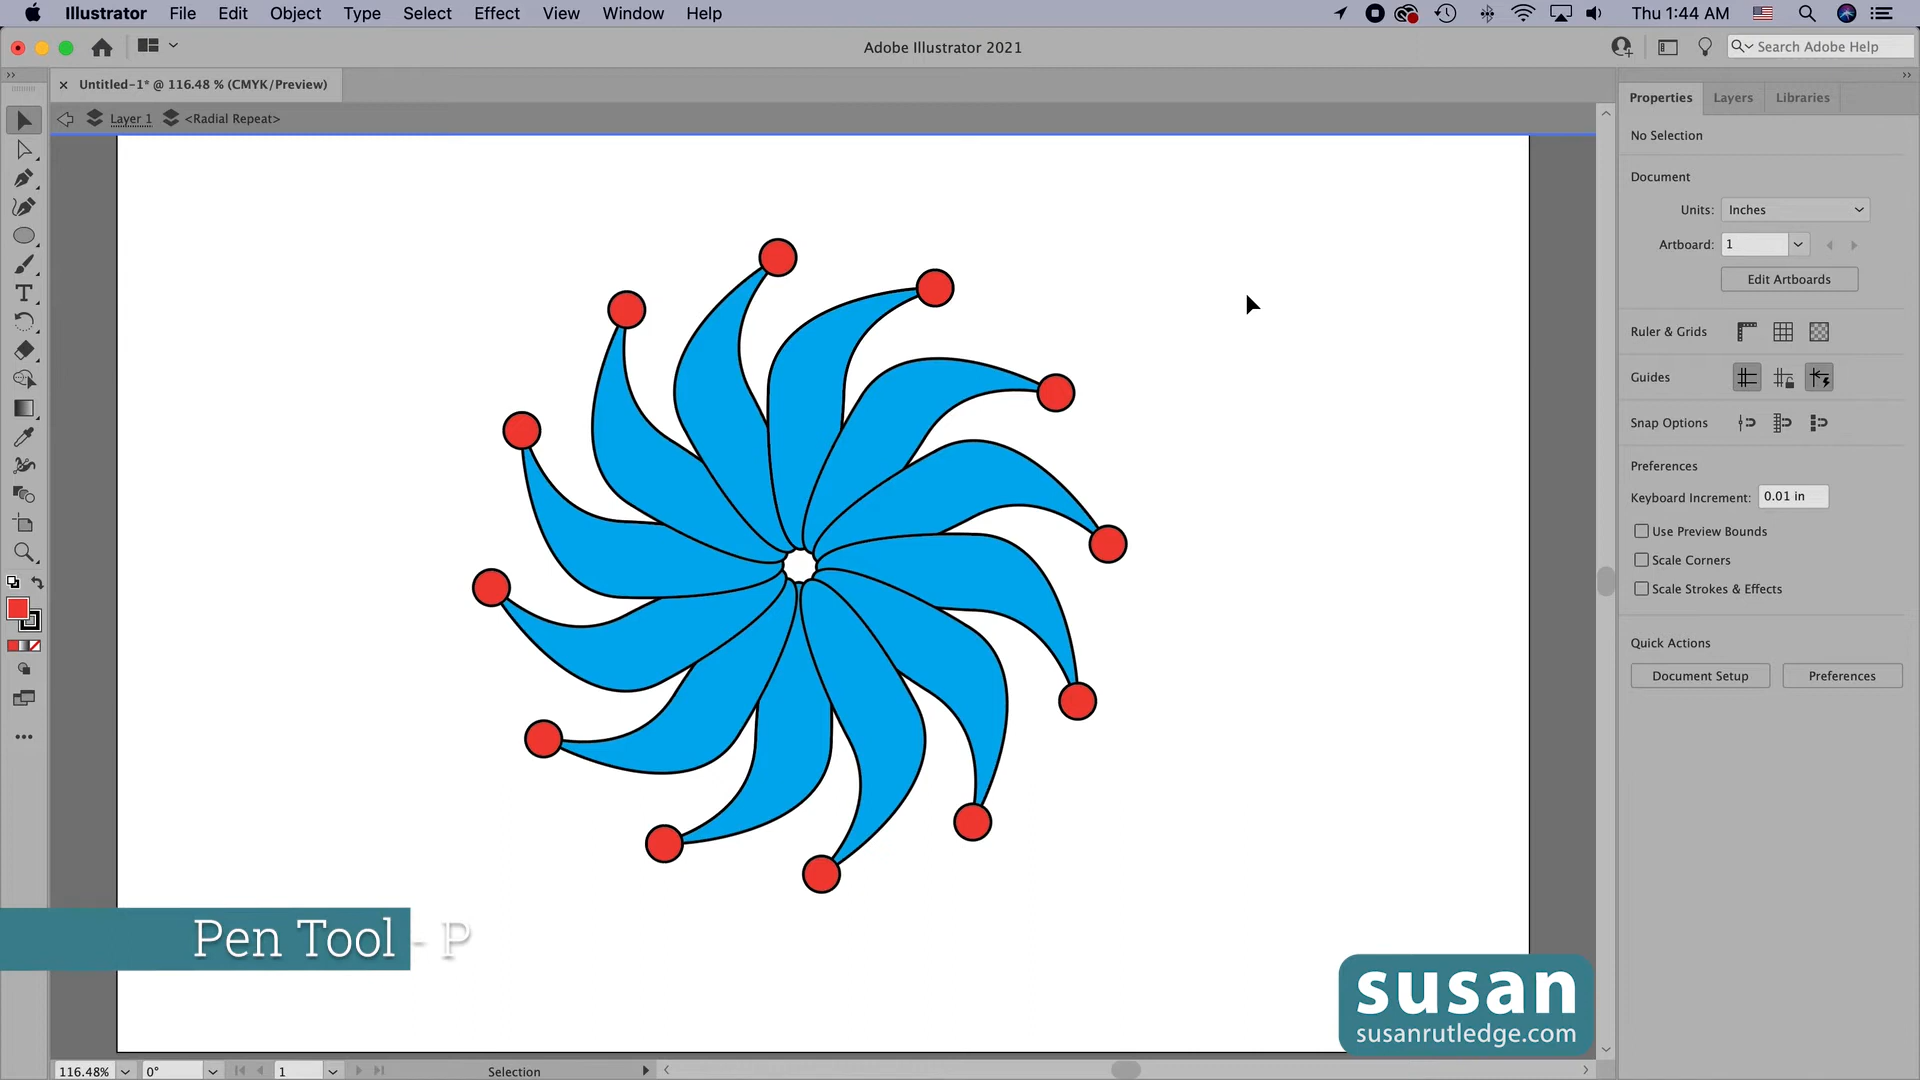 Illustrator File Edit Object Type Select Effect View Window Help
Thu 1:44 AM
Adobe Illustrator 2021
Search Adobe Help
Untitled-1* @ 116.48 % (CMYK/Preview)
Layer 1 <Radial Repeat>
Properties Layers Libraries
No Selection
Document
Units: Inches
Artboard: 1
Edit Artboards
Ruler & Grids
Guides
Snap Options
Preferences
Keyboard Increment: 0.01 in
Use Preview Bounds
Scale Corners
Scale Strokes & Effects
Quick Actions
Document Setup Preferences
Pen Tool - P
susan
susanrutledge.com
116.48% 0° 1 Selection